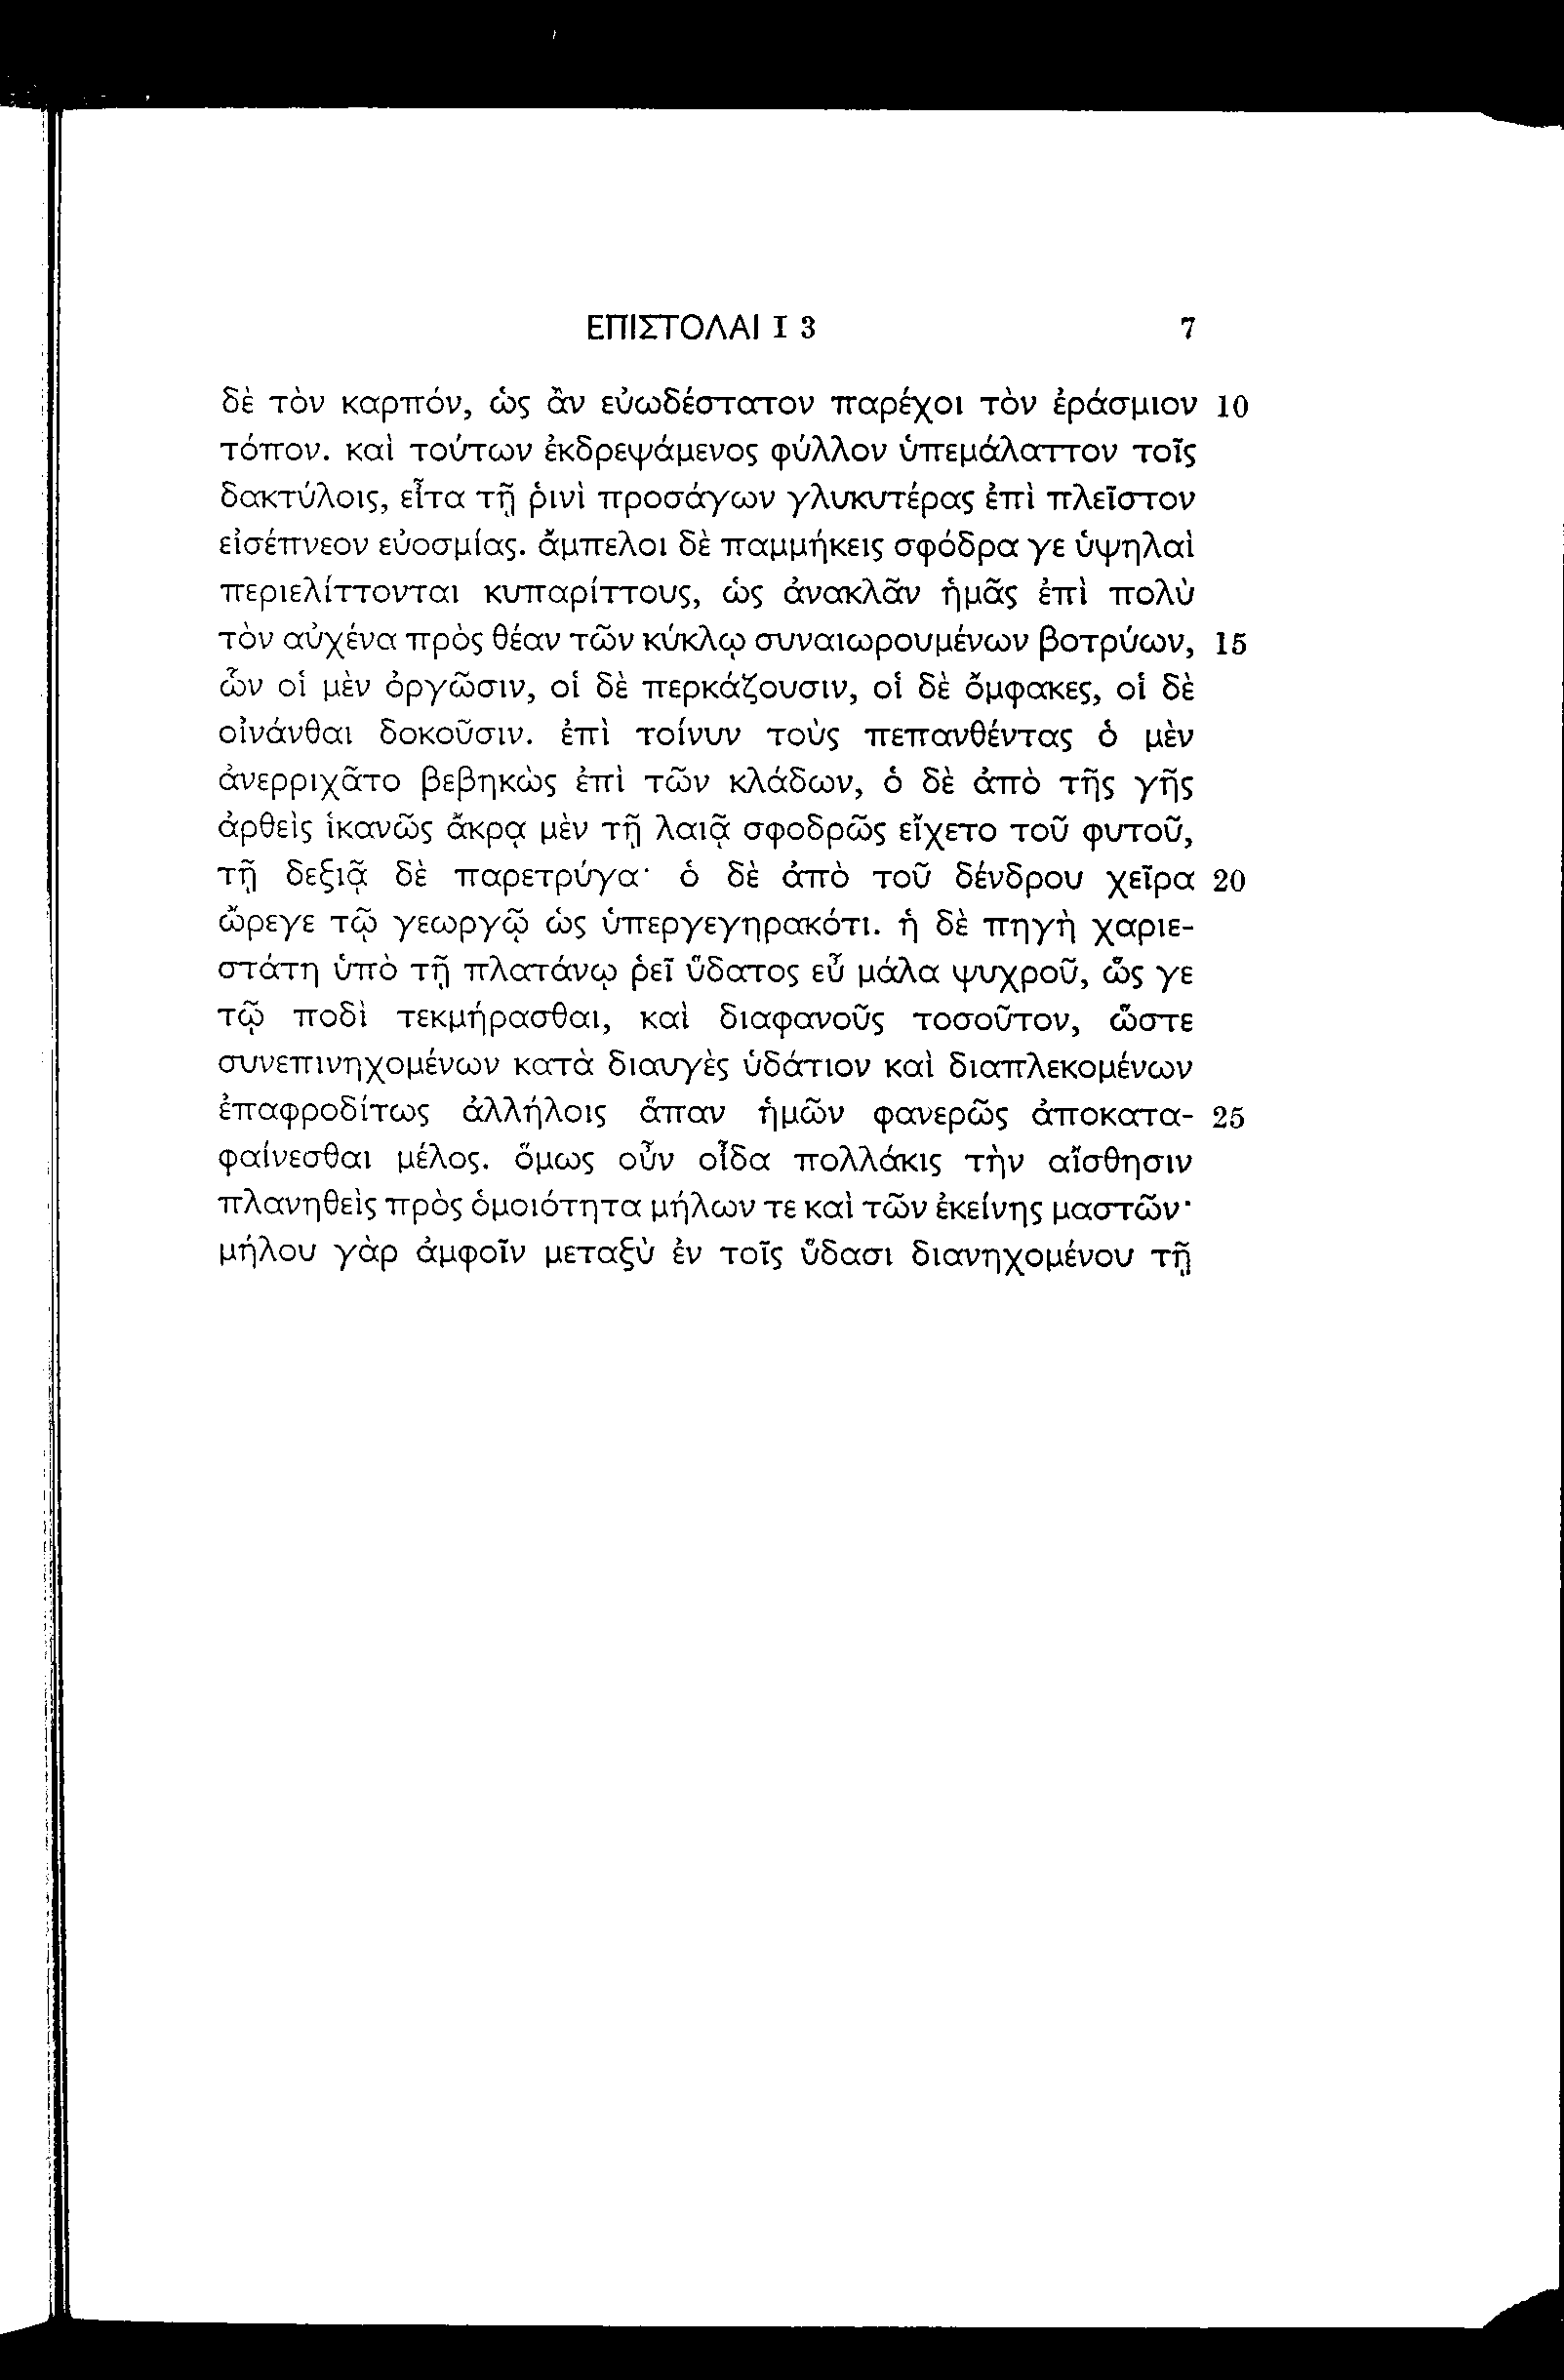 ΕΠΙΣΤΟΛΑΙ I 3 7
δὲ τὸν καρπόν, ὡς ἂν εὐωδέστατον παρέχοι τὸν ἐράσμιον 10
τόπον. καὶ τούτων ἐκδρεψάμενος φύλλον ὑπεμάλαττον τοῖς
δακτύλοις, εἶτα τῇ ῥινὶ προσάγων γλυκυτέρας ἐπὶ πλεῖστον
εἰσέπνεον εὐοσμίας. ἄμπελοι δὲ παμμήκεις σφόδρα γε ὑψηλαὶ
περιελίττονται κυπαρίττους, ὡς ἀνακλᾶν ἡμᾶς ἐπὶ πολὺ
τὸν αὐχένα πρὸς θέαν τῶν κύκλῳ συναιωρουμένων βοτρύων, 15
ὧν οἱ μὲν ὀργῶσιν, οἱ δὲ περκάζουσιν, οἱ δὲ ὄμφακες, οἱ δὲ
οἰνάνθαι δοκοῦσιν. ἐπὶ τοίνυν τοὺς πεπανθέντας ὁ μὲν
ἀνερριχᾶτο βεβηκὼς ἐπὶ τῶν κλάδων, ὁ δὲ ἀπὸ τῆς γῆς
ἀρθεὶς ἱκανῶς ἄκρᾳ μὲν τῇ λαιᾷ σφοδρῶς εἴχετο τοῦ φυτοῦ,
τῇ δεξιᾷ δὲ παρετρύγα· ὁ δὲ ἀπὸ τοῦ δένδρου χεῖρα 20
ὤρεγε τῷ γεωργῷ ὡς ὑπεργεγηρακότι. ἡ δὲ πηγὴ χαριε-
στάτη ὑπὸ τῇ πλατάνῳ ῥεῖ ὕδατος εὖ μάλα ψυχροῦ, ὥς γε
τῷ ποδὶ τεκμήρασθαι, καὶ διαφανοῦς τοσοῦτον, ὥστε
συνεπινηχομένων κατὰ διαυγὲς ὑδάτιον καὶ διαπλεκομένων
ἐπαφροδίτως ἀλλήλοις ἅπαν ἡμῶν φανερῶς ἀποκατα- 25
φαίνεσθαι μέλος. ὅμως οὖν οἶδα πολλάκις τὴν αἴσθησιν
πλανηθεὶς πρὸς ὁμοιότητα μήλων τε καὶ τῶν ἐκείνης μαστῶν·
μήλου γὰρ ἀμφοῖν μεταξὺ ἐν τοῖς ὕδασι διανηχομένου τῇ